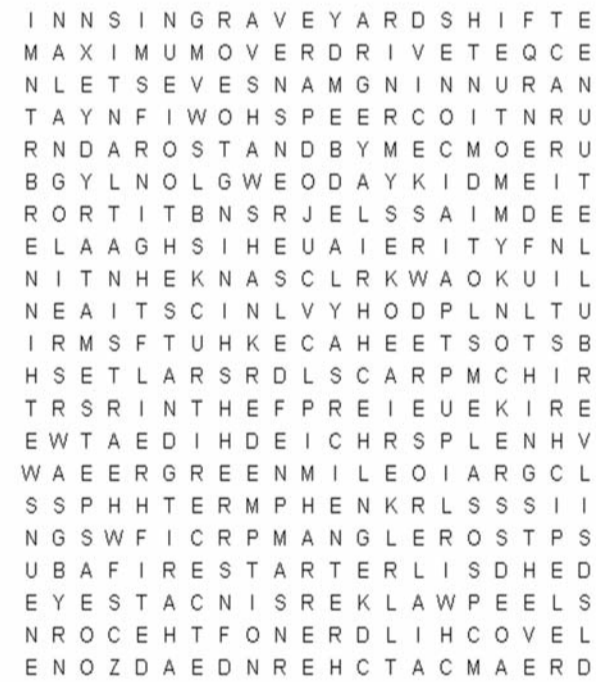 I N N S I N G R A V E Y A R D S H I F T E
M A X I M U M O V E R D R I V E T E Q C E
N L E T S E V E S N A M G N I N N U R A N
T A Y N F I W O H S P E E R C O I T N R U
R N D A R O S T A N D B Y M E C M O E R U
B G Y L N O L G W E O D A Y K I D M E I T
R O R T I T B N S R J E L S S A I M D E E
E L A A G H S I H E U A I E R I T Y F N L
N I T N H E K N A S C L R K W A O K U I L
N E A I T S C I N L V Y H O D P L N L T U
I R M S F T U H K E C A H E E T S O T S B
H S E T L A R S R D L S C A R P M C H I R
T R S R I N T H E F P R E I E U E K I R E
E W T A E D I H D E I C H R S P L E N H V
W A E E R G R E E N M I L E O I A R G C L
S S P H H T E R M P H E N K R L S S S I I
N G S W F I C R P M A N G L E R O S T P S
U B A F I R E S T A R T E R L I S D H E D
E Y E S T A C N I S R E K L A W P E E L S
N R O C E H T F O N E R D L I H C O V E L
E N O Z D A E D N R E H C T A C M A E R D